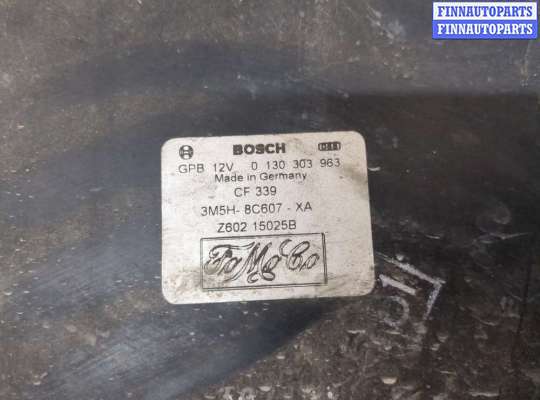 FINNAUTOPARTS
FINNAUTOPARTS
BOSCH
GPB 12V 0 130 303 963
Made in Germany
CF 339
3M5H- 8C607 - XA
Z602 15025B
FoMoCo